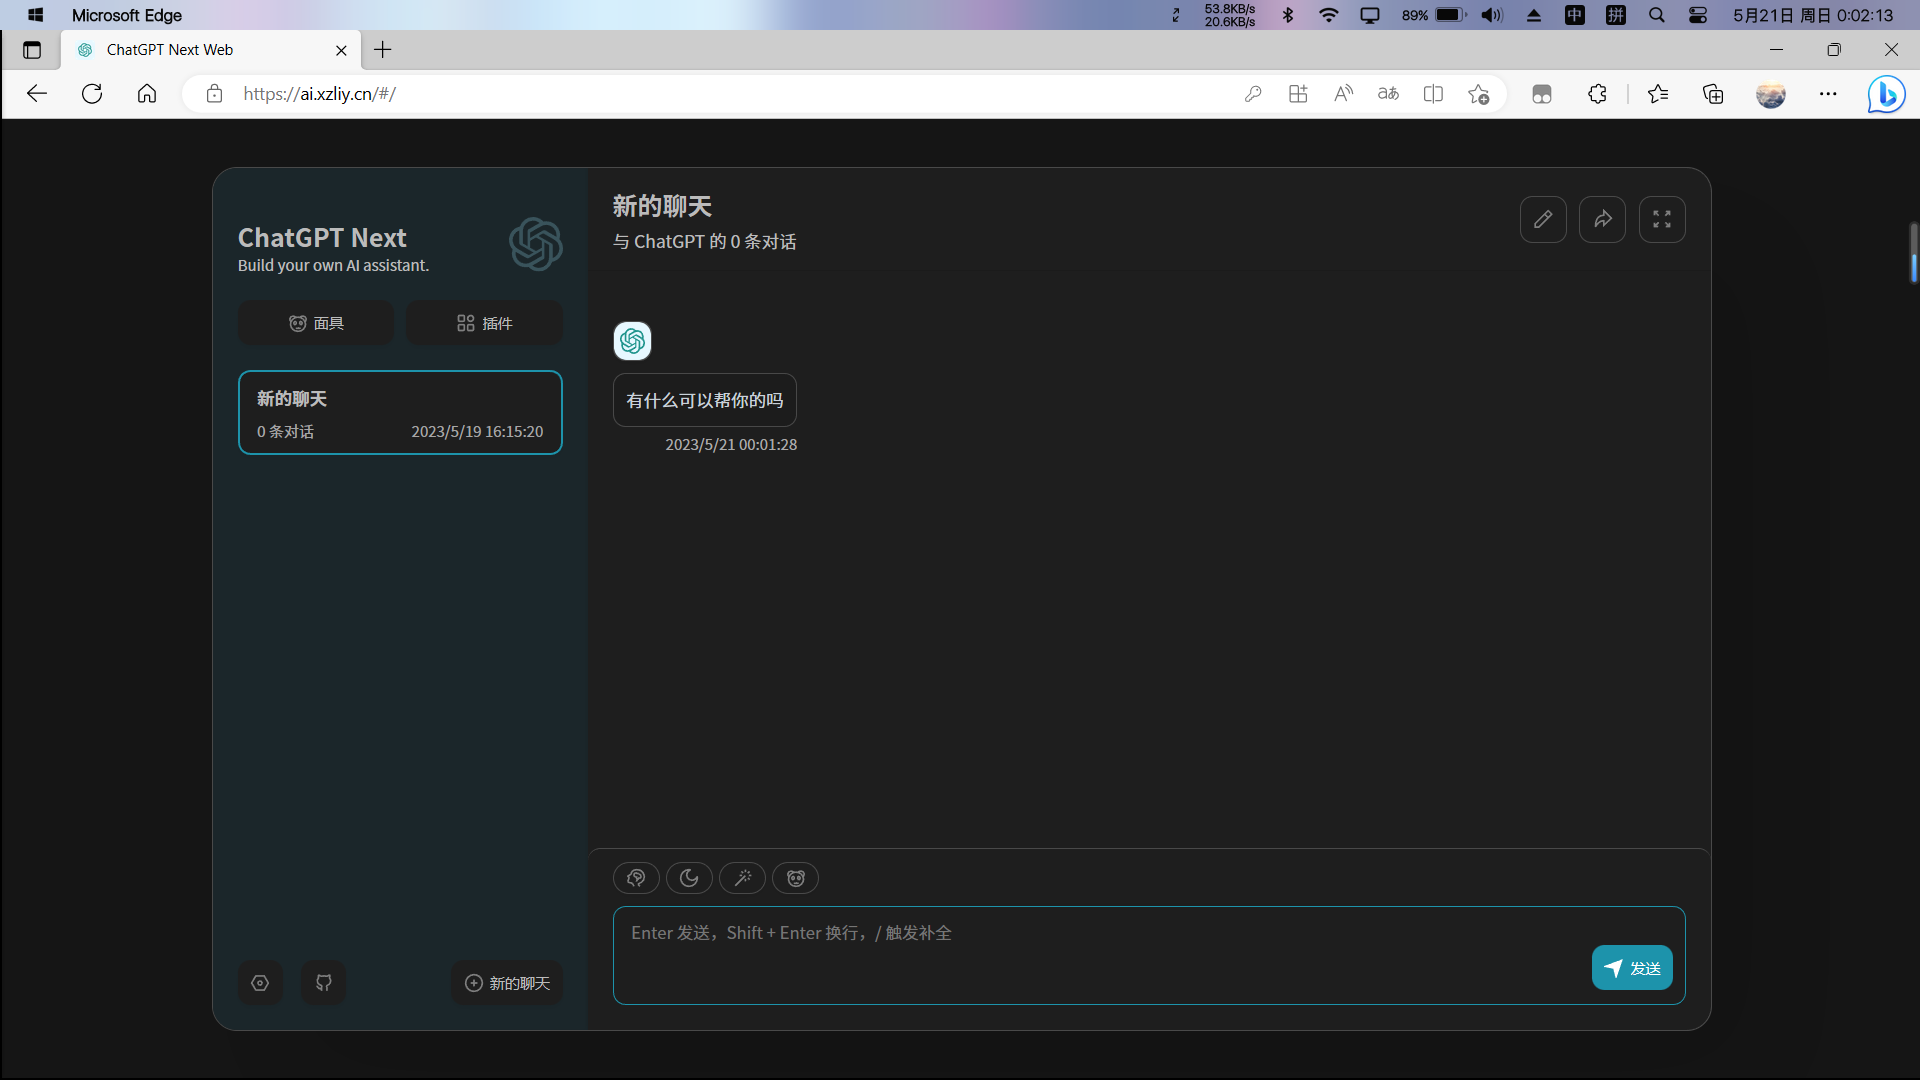 Microsoft Edge
53.8KB/s
20.6KB/s
89%
中
拼
5月21日 周日 0:02:13
ChatGPT Next Web
https://ai.xzliy.cn/#/
ChatGPT Next
Build your own AI assistant.
面具
插件
新的聊天
0 条对话
2023/5/19 16:15:20
新的聊天
与 ChatGPT 的 0 条对话
有什么可以帮你的吗
2023/5/21 00:01:28
Enter 发送，Shift + Enter 换行，/ 触发补全
发送
新的聊天